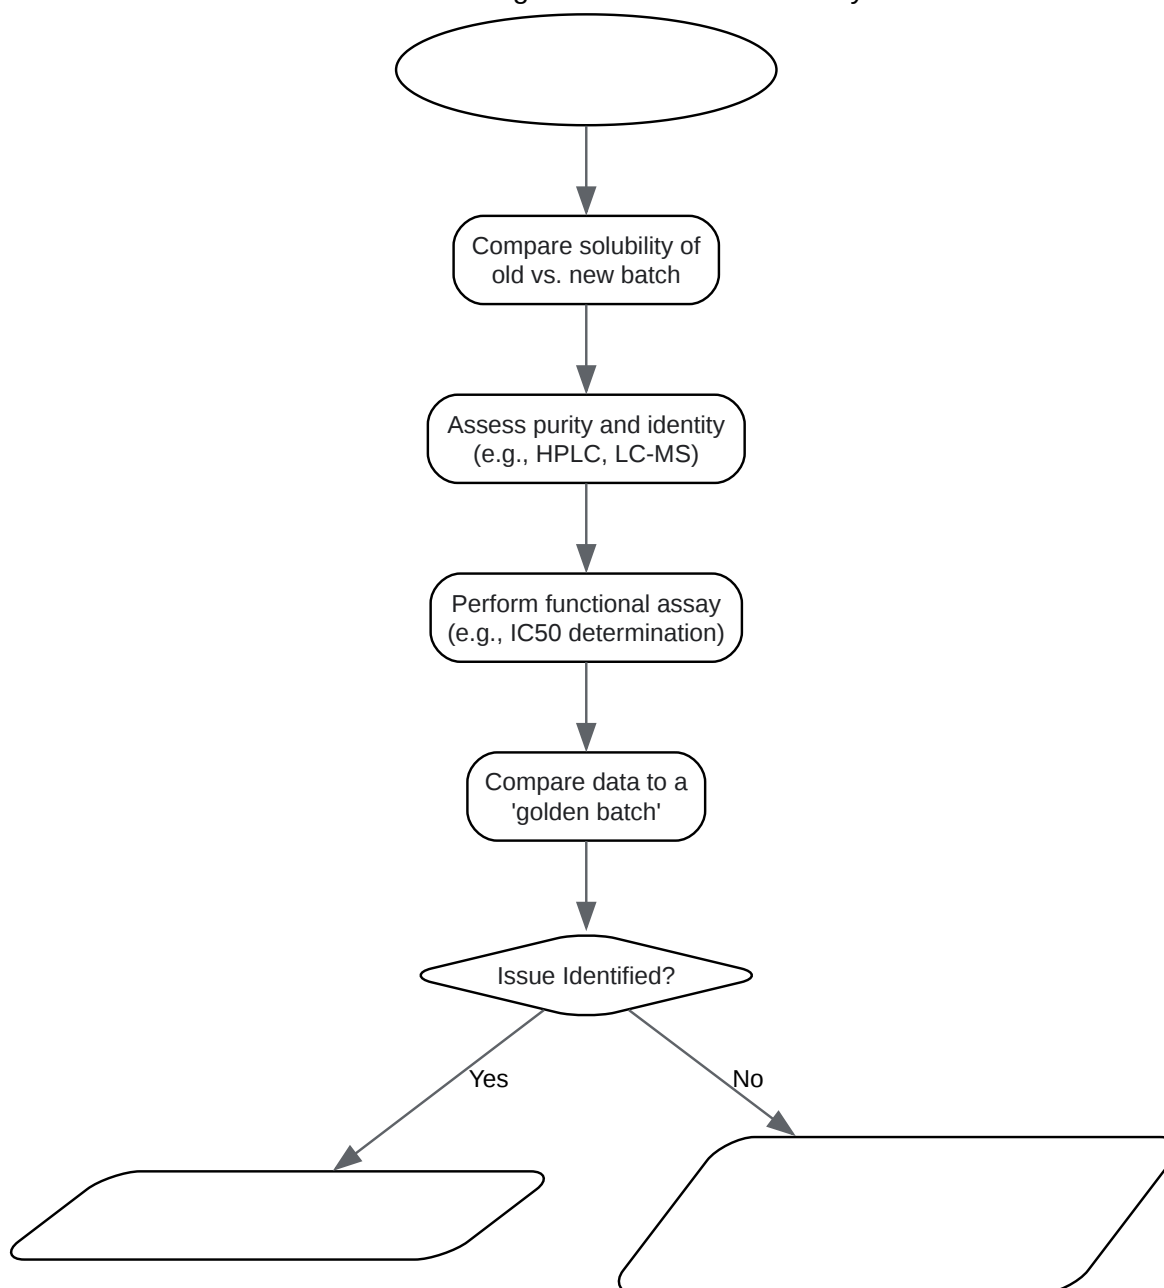 Compare solubility of
old vs. new batch
Assess purity and identity
(e.g., HPLC, LC-MS)
Perform functional assay
(e.g., IC50 determination)
Compare data to a
'golden batch'
Issue Identified?
Yes
No